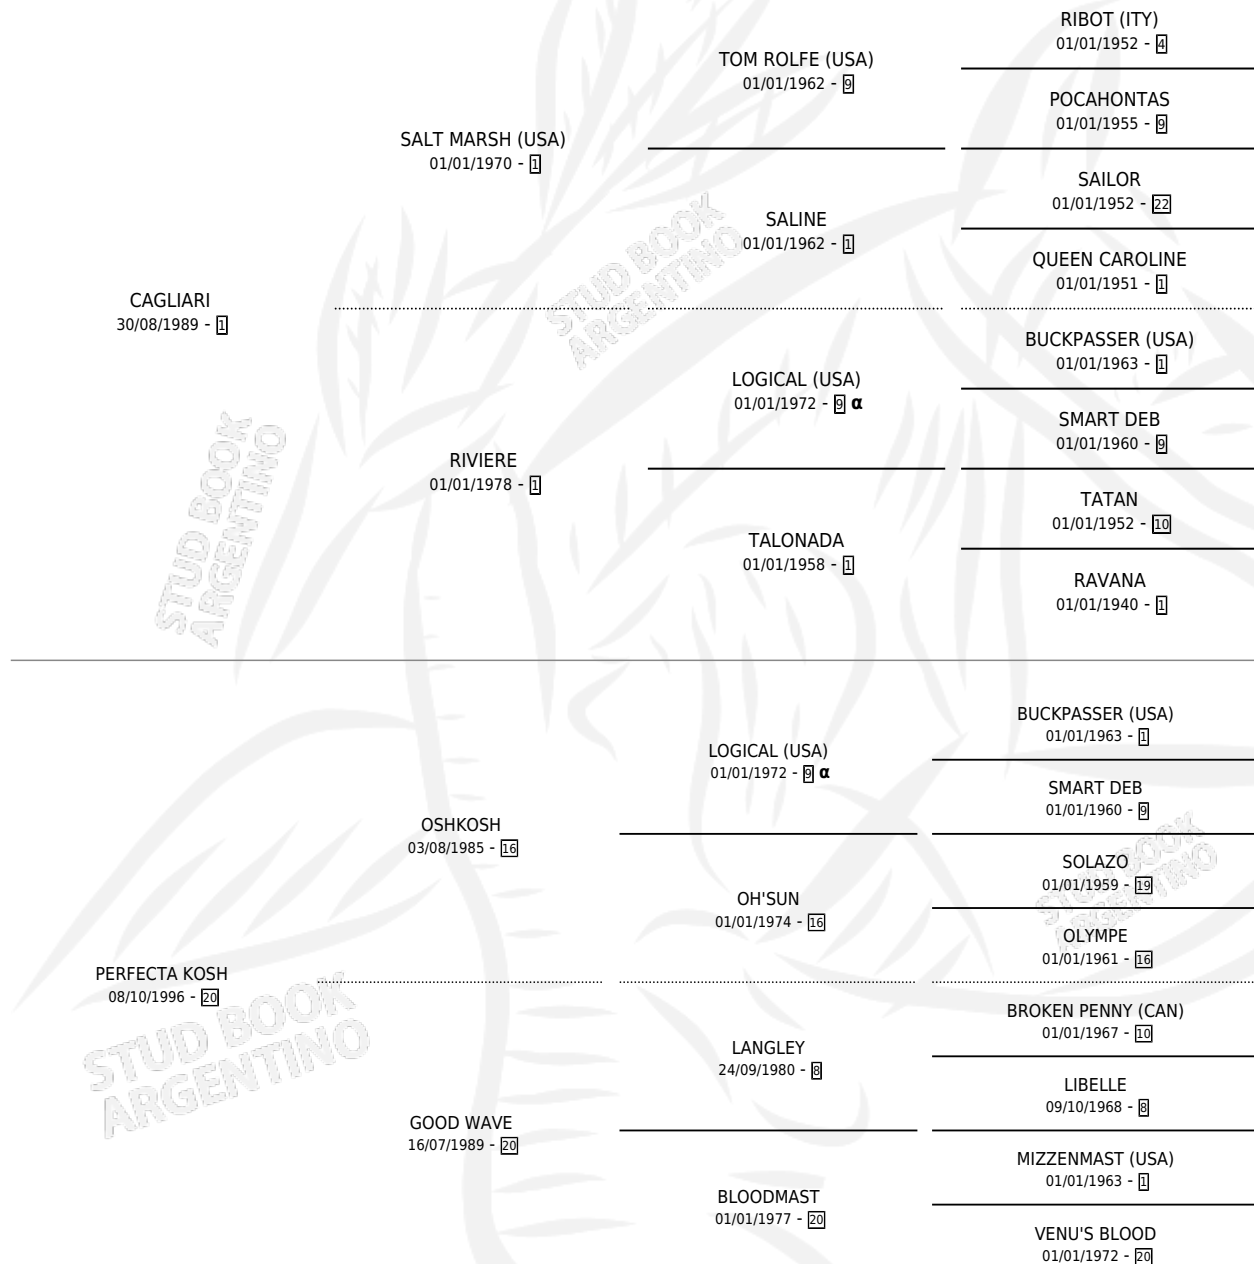 RIBOT (ITY)
01/01/1952 - 4
TOM ROLFE (USA)
01/01/1962 - 9
POCAHONTAS
01/01/1955 - 9
SALT MARSH (USA)
01/01/1970 - 1
SAILOR
01/01/1952 - 22
SALINE
01/01/1962 - 1
QUEEN CAROLINE
01/01/1951 - 1
CAGLIARI
30/08/1989 - 1
BUCKPASSER (USA)
01/01/1963 - 1
LOGICAL (USA)
01/01/1972 - 9 α
SMART DEB
01/01/1960 - 9
RIVIERE
01/01/1978 - 1
TATAN
01/01/1952 - 10
TALONADA
01/01/1958 - 1
RAVANA
01/01/1940 - 1
BUCKPASSER (USA)
01/01/1963 - 1
LOGICAL (USA)
01/01/1972 - 9 α
SMART DEB
01/01/1960 - 9
OSHKOSH
03/08/1985 - 16
SOLAZO
01/01/1959 - 19
OH'SUN
01/01/1974 - 16
OLYMPE
01/01/1961 - 16
PERFECTA KOSH
08/10/1996 - 20
BROKEN PENNY (CAN)
01/01/1967 - 10
LANGLEY
24/09/1980 - 8
LIBELLE
09/10/1968 - 8
GOOD WAVE
16/07/1989 - 20
MIZZENMAST (USA)
01/01/1963 - 1
BLOODMAST
01/01/1977 - 20
VENU'S BLOOD
01/01/1972 - 20
STUD BOOK
ARGENTINO
STUD BOOK
ARGENTINO
STUD BOOK
ARGENTINO
STUD BOOK
ARGENTINO